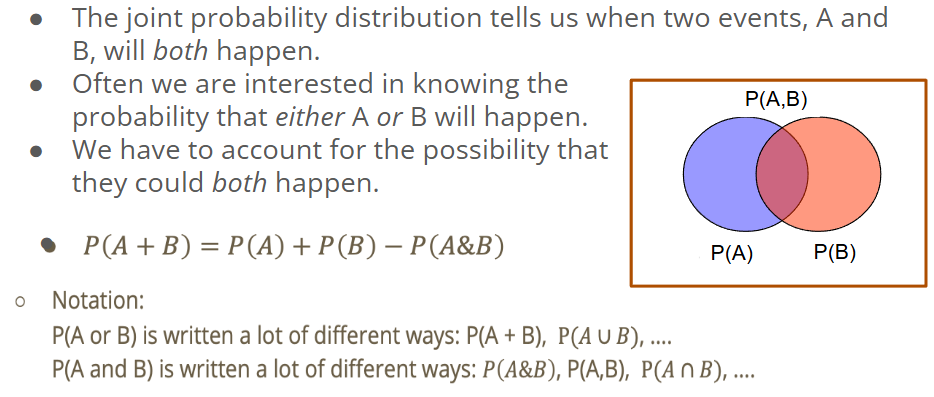 ● The joint probability distribution tells us when two events, A and
B, will both happen.
● Often we are interested in knowing the
probability that either A or B will happen.
● We have to account for the possibility that
they could both happen.
● P(A + B) = P(A) + P(B) − P(A&B)
○ Notation:
P(A or B) is written a lot of different ways: P(A + B), P(A ∪ B), ....
P(A and B) is written a lot of different ways: P(A&B), P(A,B), P(A ∩ B), ....
P(A,B)
P(A) P(B)